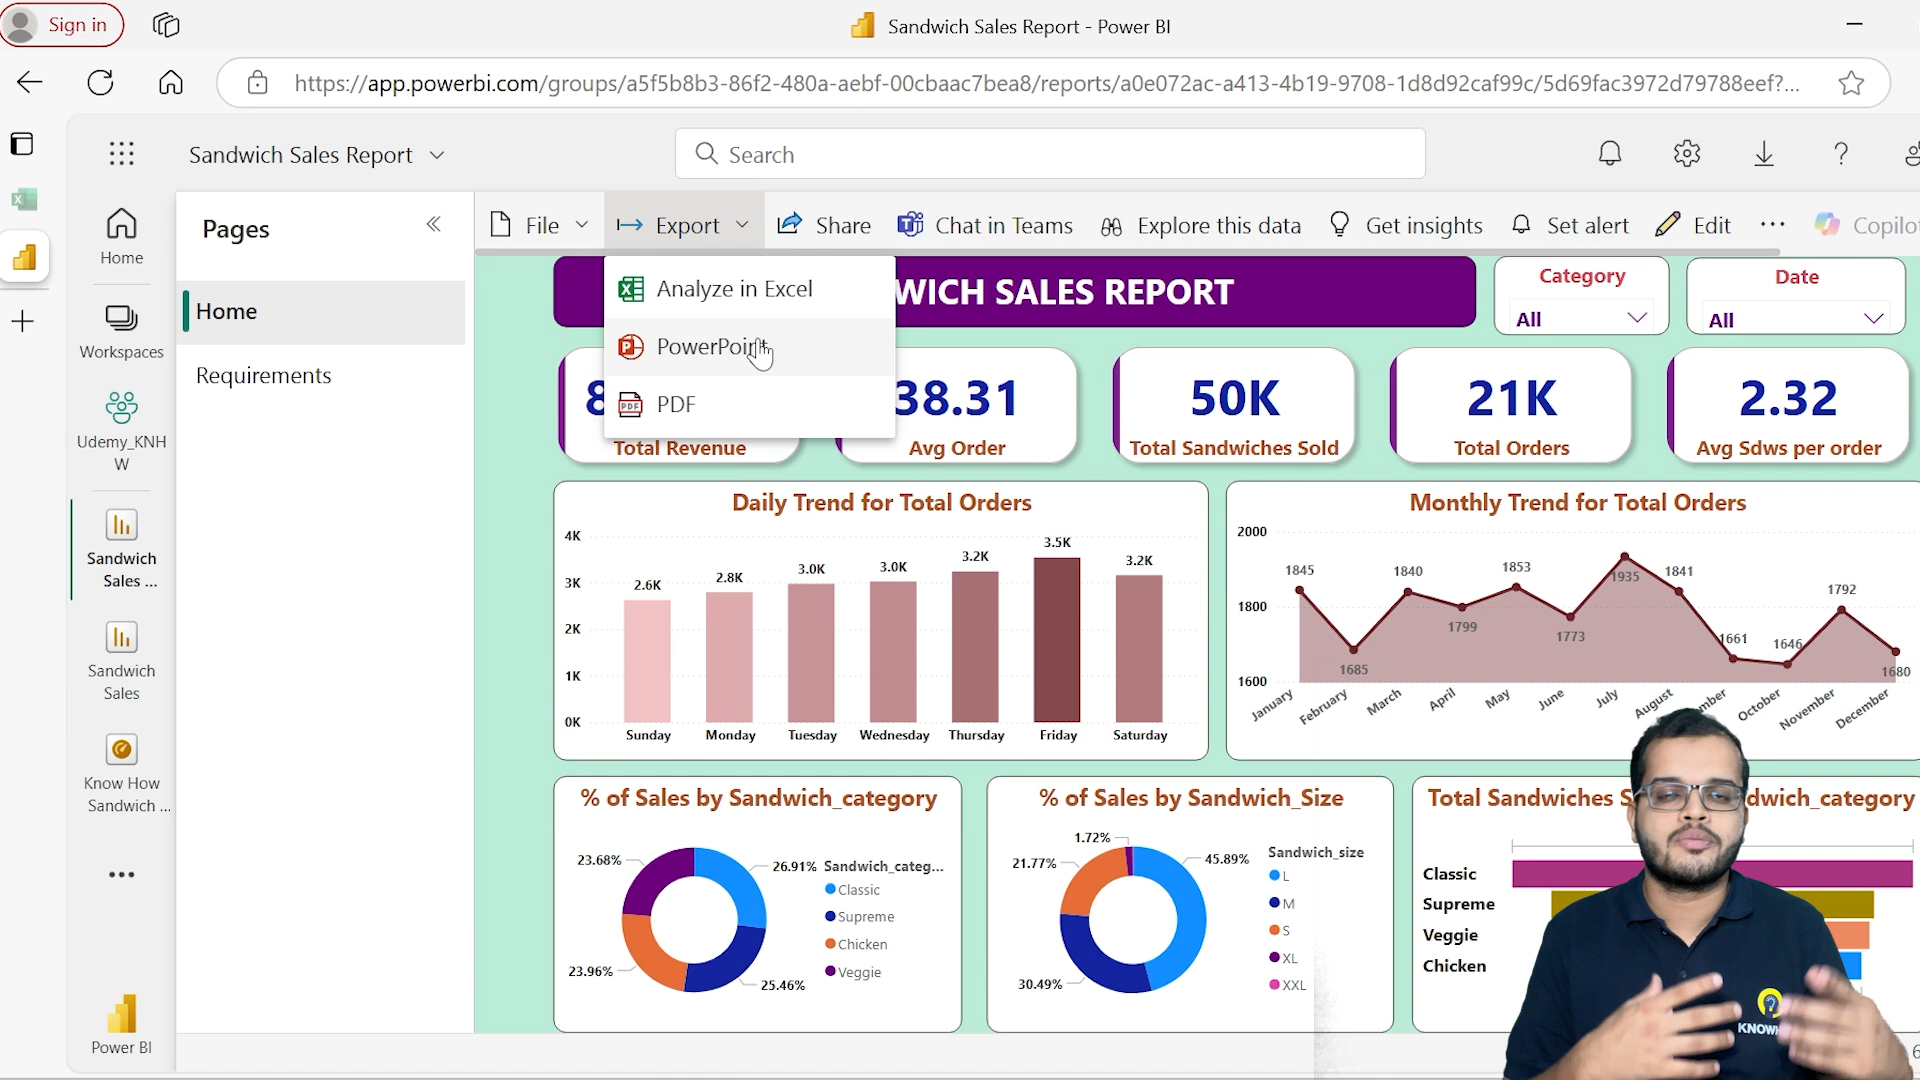 Sign in
Sandwich Sales Report - Power BI
https://app.powerbi.com/groups/a5f5b8b3-86f2-480a-aebf-00cbaac7bea8/reports/a0e072ac-a413-4b19-9708-1d8d92caf99c/5d69fac3972d79788eef?...
Sandwich Sales Report
Search
Home
Workspaces
Udemy_KNH
W
Sandwich
Sales ...
Sandwich
Sales
Know How
Sandwich ...
Power BI
Pages
Home
Requirements
File
Export
Share
Chat in Teams
Explore this data
Get insights
Set alert
Edit
...
Copilot
Analyze in Excel
PowerPoint
PDF
WICH SALES REPORT
Category
All
Date
All
8
Total Revenue
38.31
Avg Order
50K
Total Sandwiches Sold
21K
Total Orders
2.32
Avg Sdws per order
Daily Trend for Total Orders
4K
3K
2K
1K
0K
2.6K
2.8K
3.0K
3.0K
3.2K
3.5K
3.2K
Sunday
Monday
Tuesday
Wednesday
Thursday
Friday
Saturday
Monthly Trend for Total Orders
2000
1800
1600
1845
1685
1840
1799
1853
1773
1935
1841
1661
1646
1792
1680
January
February
March
April
May
June
July
August
mber
October
November
December
% of Sales by Sandwich_category
23.68%
26.91%
23.96%
25.46%
Sandwich_categ...
Classic
Supreme
Chicken
Veggie
% of Sales by Sandwich_Size
1.72%
21.77%
45.89%
30.49%
Sandwich_size
L
M
S
XL
XXL
Total Sandwiches S
dwich_category
Classic
Supreme
Veggie
Chicken
KNOW